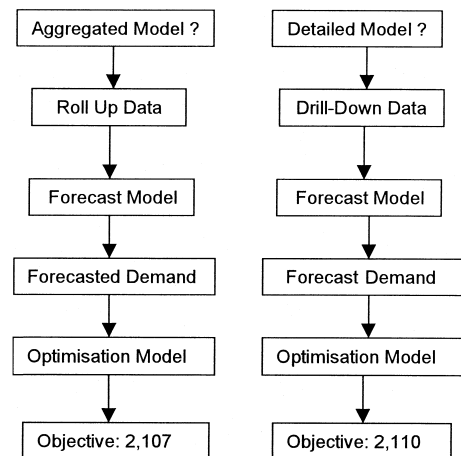 Aggregated Model ?
Roll Up Data
Forecast Model
Forecasted Demand
Optimisation Model
Objective: 2,107
Detailed Model ?
Drill-Down Data
Forecast Model
Forecast Demand
Optimisation Model
Objective: 2,110